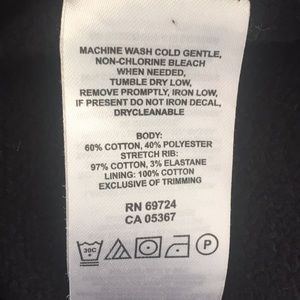 MACHINE WASH COLD GENTLE,
NON-CHLORINE BLEACH
WHEN NEEDED,
TUMBLE DRY LOW,
REMOVE PROMPTLY, IRON LOW,
IF PRESENT DO NOT IRON DECAL,
DRYCLEANABLE
BODY:
60% COTTON, 40% POLYESTER
STRETCH RIB:
97% COTTON, 3% ELASTANE
LINING: 100% COTTON
EXCLUSIVE OF TRIMMING
RN 69724
CA 05367
30C P